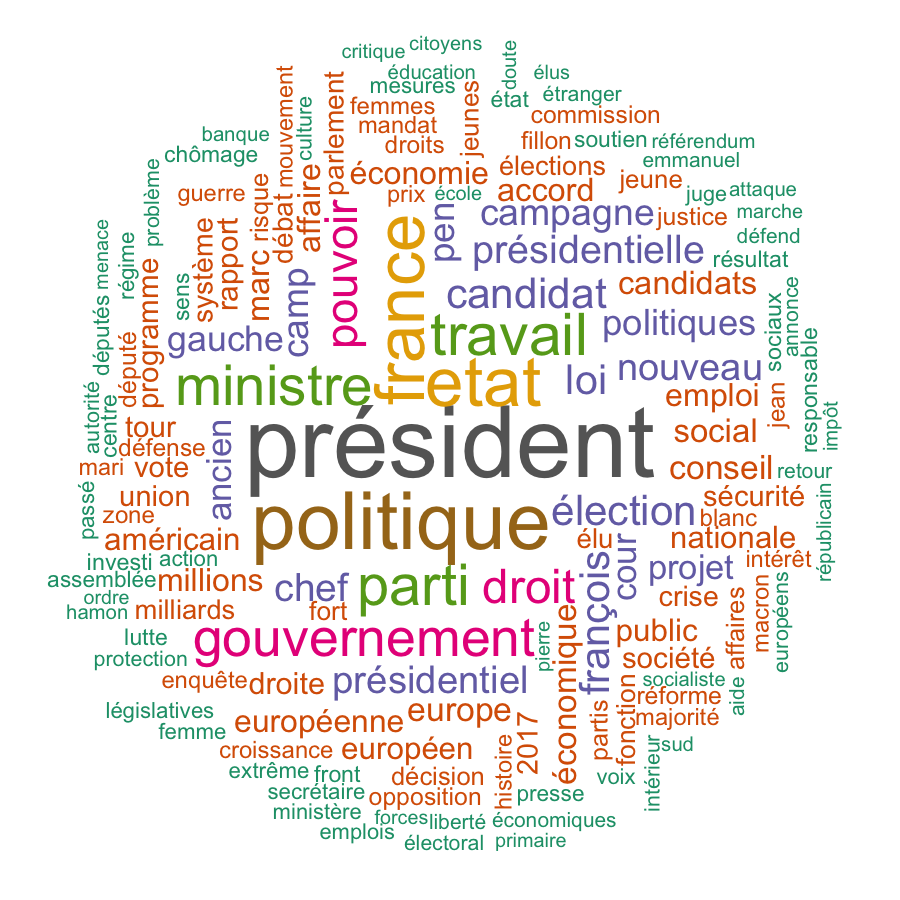 critique
citoyens
doute
éducation
élus
mesures
état
étranger
banque
chômage
culture
mouvement
parlement
femmes
mandat
droits
jeunes
commission
fillon
soutien
référendum
emmanuel
élections
économie
accord
jeune
juge
attaque
guerre
prix
école
problème
risque
débat
affaire
pouvoir
pen
campagne
justice
marche
défend
menace
régime
sens
système
rapport
marc
camp
france
présidentielle
résultat
députés
programme
candidat
candidats
sociaux
annonce
gauche
travail
politiques
responsable
député
ministre
etat
loi
nouveau
emploi
jean
impôt
autorité
centre
tour
défense
ancien
président
social
mari
vote
conseil
retour
passé
union
zone
politique
élection
sécurité
blanc
républicain
américain
élu
nationale
investi
action
intérêt
assemblée
millions
chef
parti
droit
françois
cour
projet
ordre
hamon
milliards
fort
crise
affaires
macron
européens
lutte
gouvernement
pierre
économique
public
protection
société
enquête
droite
présidentiel
socialiste
aide
législatives
femme
européenne
europe
2017
partis
fonction
réforme
majorité
croissance
européen
histoire
intérieur
sud
extrême
front
décision
voix
secrétaire
opposition
presse
ministère
forces
liberté
économiques
emplois
électoral
primaire